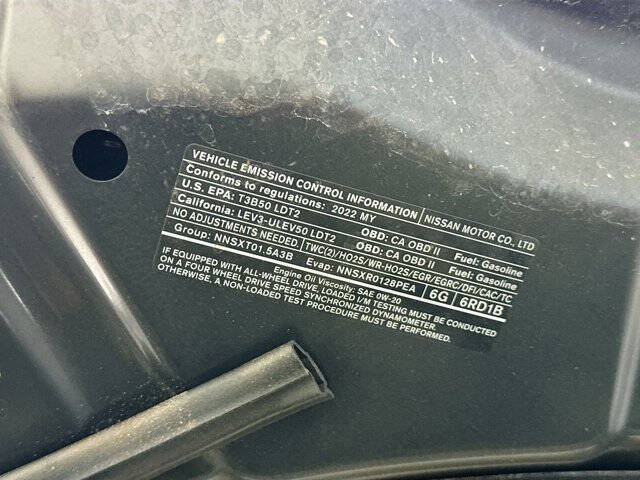 VEHICLE EMISSION CONTROL INFORMATION NISSAN MOTOR CO., LTD
Conforms to regulations: 2022 MY
U.S. EPA: T3B50 LDT2 OBD: CA OBD II Fuel: Gasoline
California: LEV3-ULEV50 LDT2 OBD: CA OBD II Fuel: Gasoline
NO ADJUSTMENTS NEEDED. TWC(2)/HO2S/WR-HO2S/EGR/EGRC/DFI/CAC/TC
Group: NNSXT01.5A3B Evap: NNSXR0128PEA 6G 6RD1B
Engine Oil Viscosity: SAE 0W-20
IF EQUIPPED WITH ALL-WHEEL DRIVE, LOADED I/M TESTING MUST BE CONDUCTED
ON A FOUR WHEEL DRIVE SPEED SYNCHRONIZED DYNAMOMETER.
OTHERWISE, A NON-LOADED TEST PROCEDURE MUST BE PERFORMED.